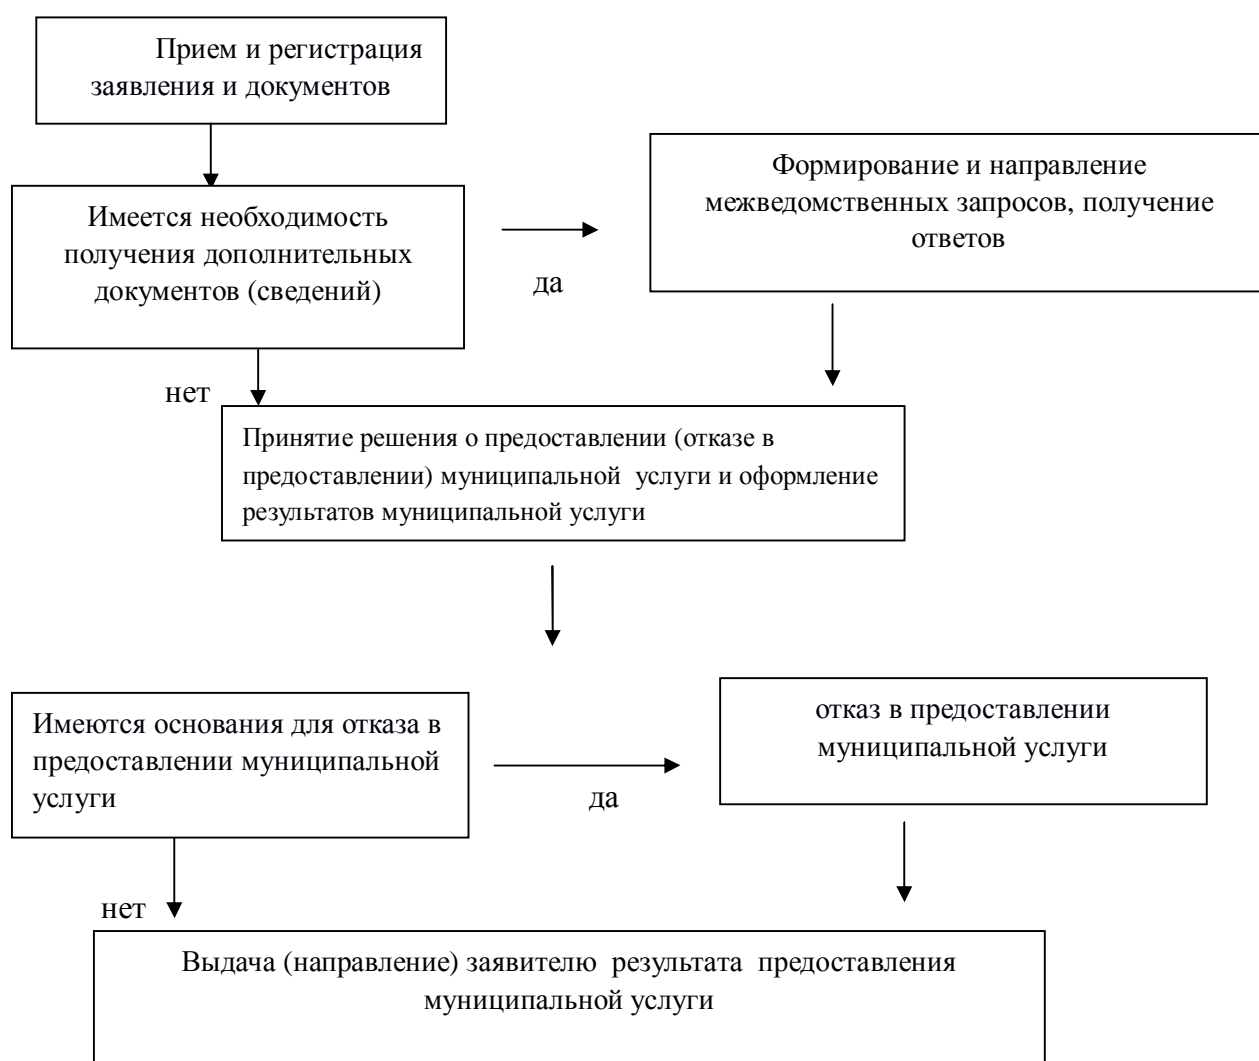 Прием и регистрация
заявления и документов
Имеется необходимость
получения дополнительных
документов (сведений)
да
Формирование и направление
межведомственных запросов, получение
ответов
нет
Принятие решения о предоставлении (отказе в
предоставлении) муниципальной услуги и оформление
результатов муниципальной услуги
Имеются основания для отказа в
предоставлении муниципальной
услуги
да
отказ в предоставлении
муниципальной услуги
нет
Выдача (направление) заявителю результата предоставления
муниципальной услуги